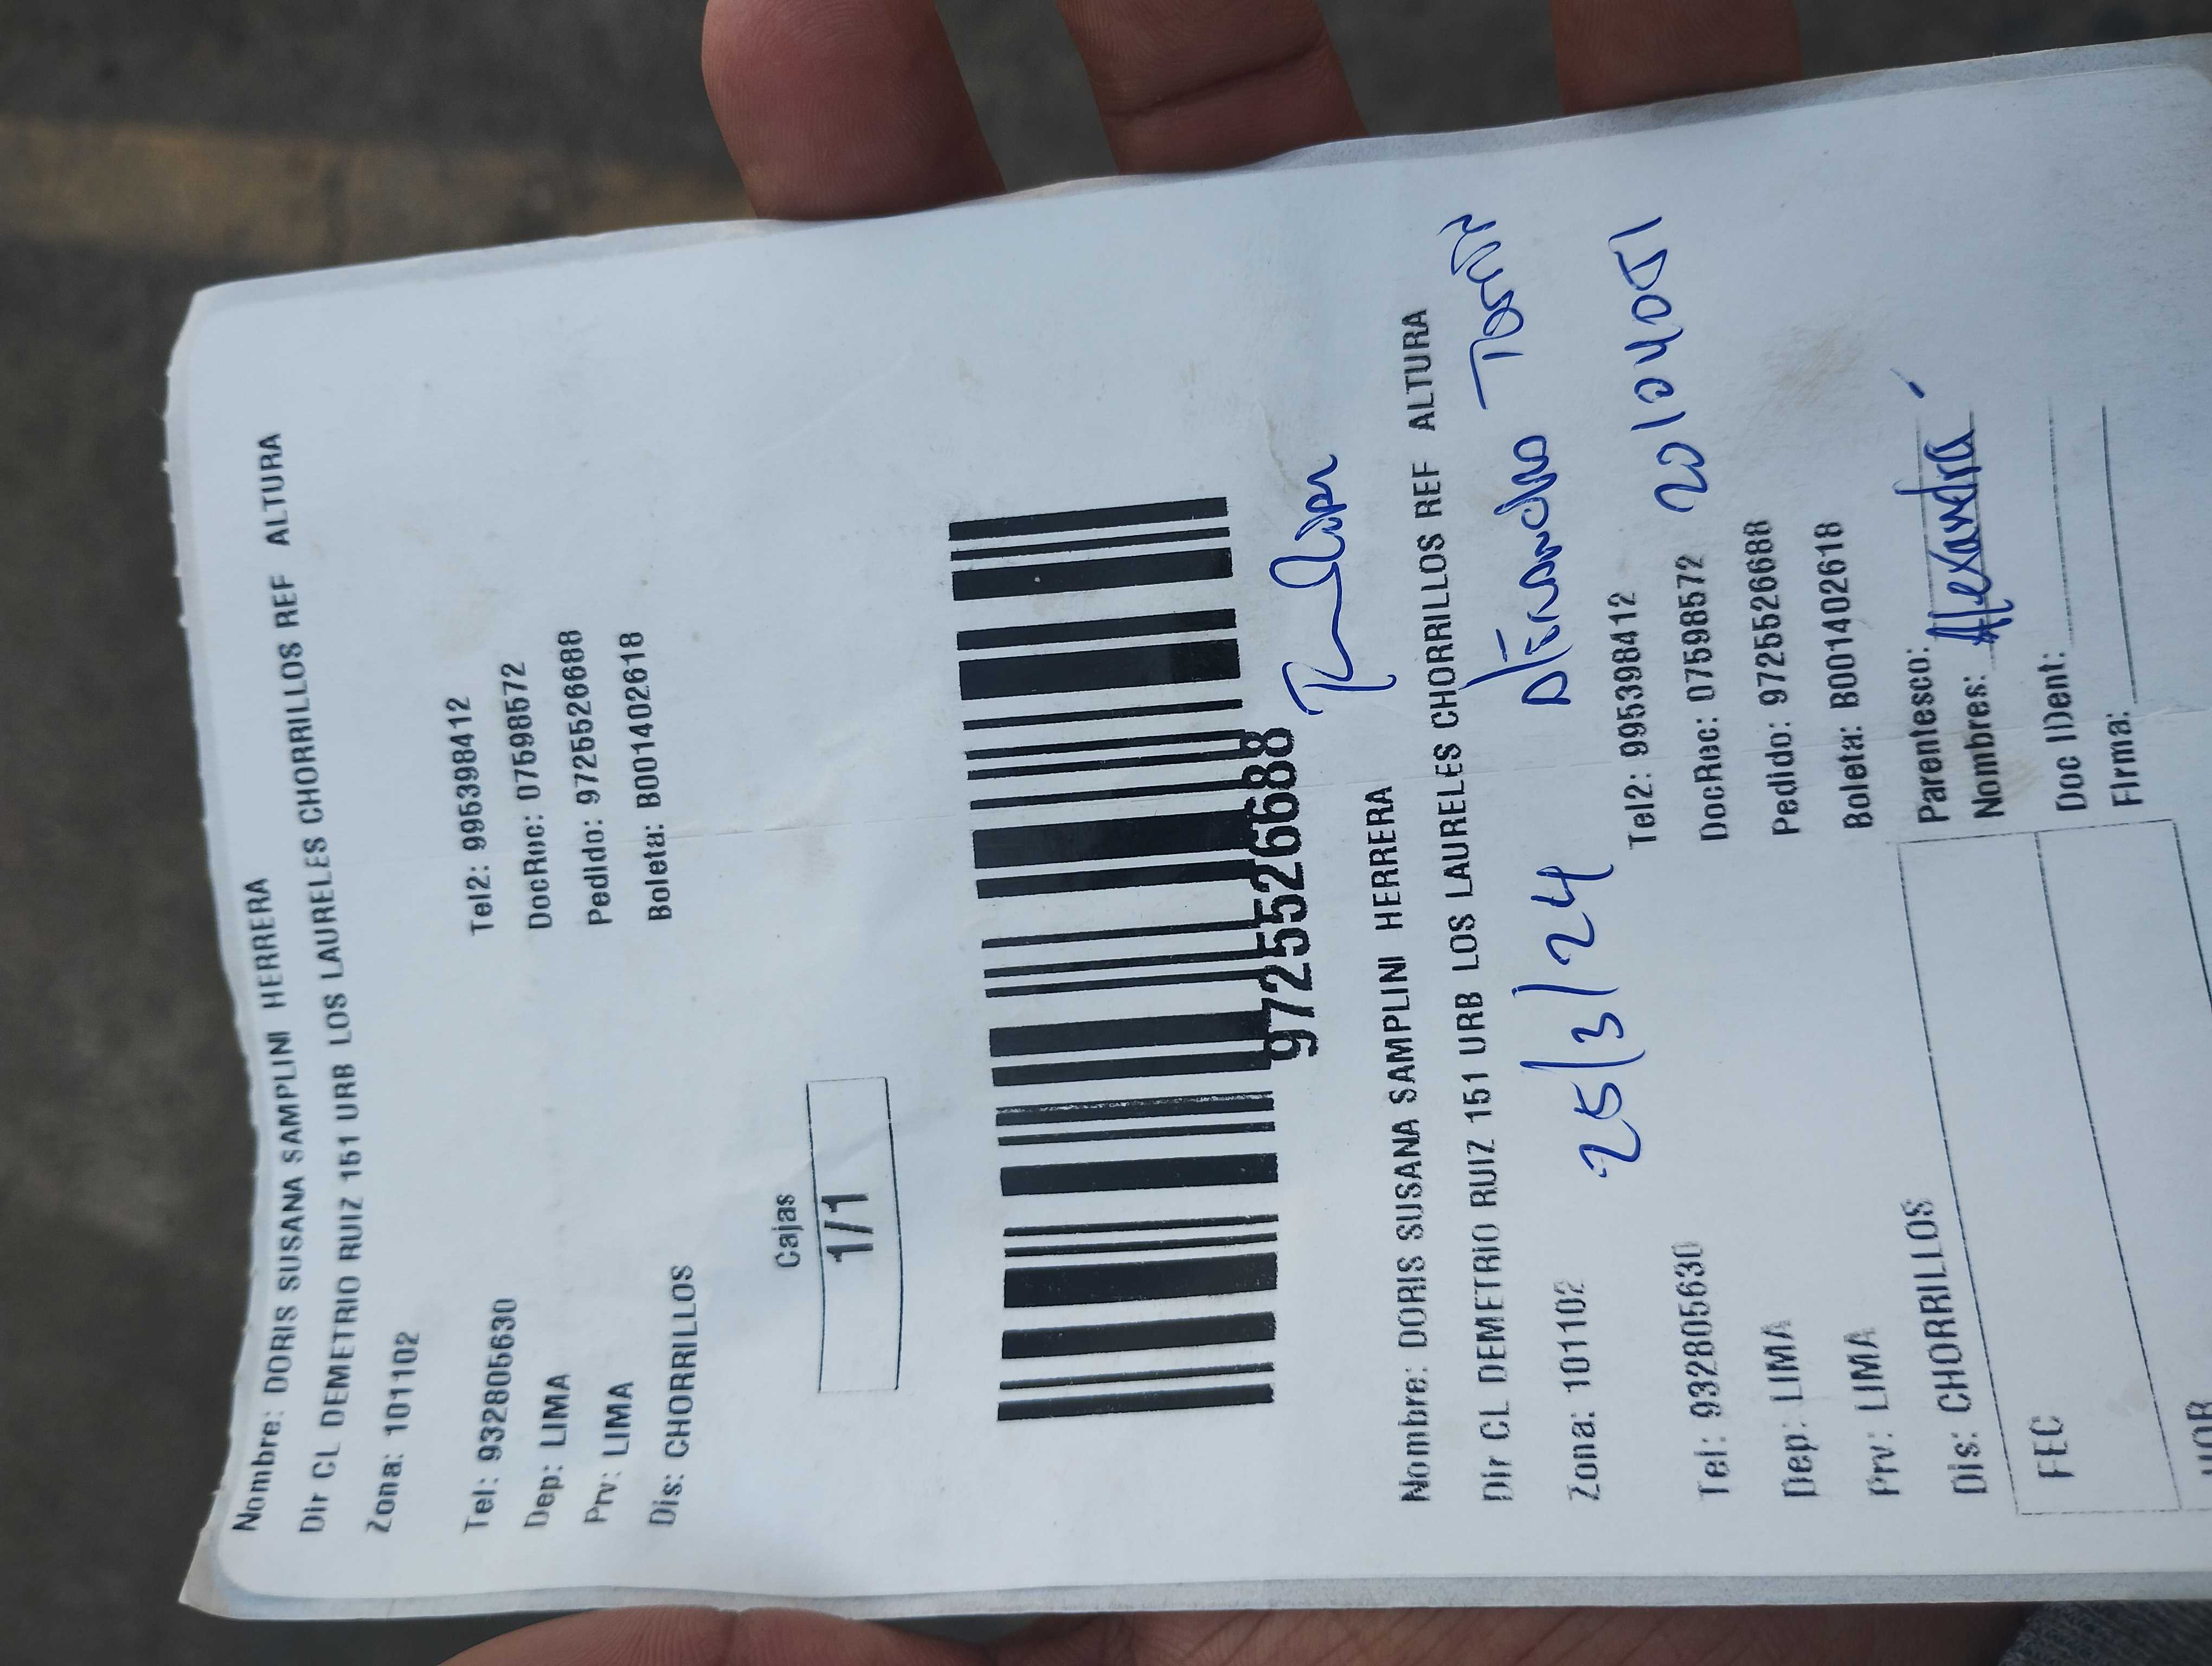 Nombre: DORIS SUSANA SAMPLINI HERRERA
Dir CL DEMETRIO RUIZ 151 URB LOS LAURELES CHORRILLOS REF ALTURA
Zona: 101102
Tel: 932805630 Tel2: 995398412
Dep: LIMA DocRuc: 07598572
Prv: LIMA Pedido: 9725526688
Dis: CHORRILLOS Boleta: B001402618
Cajas
1/1
9725526688
Nombre: DORIS SUSANA SAMPLINI HERRERA
Dir CL DEMETRIO RUIZ 151 URB LOS LAURELES CHORRILLOS REF ALTURA
Zona: 101102 25/3/24
Tel: 932805630 Tel2: 995398412
Dep: LIMA DocRuc: 07598572
Prv: LIMA Pedido: 9725526688
Dis: CHORRILLOS Boleta: B001402618
Parentesco:
FEC Nombres: Alexandra
Doc IDent:
FIrma: